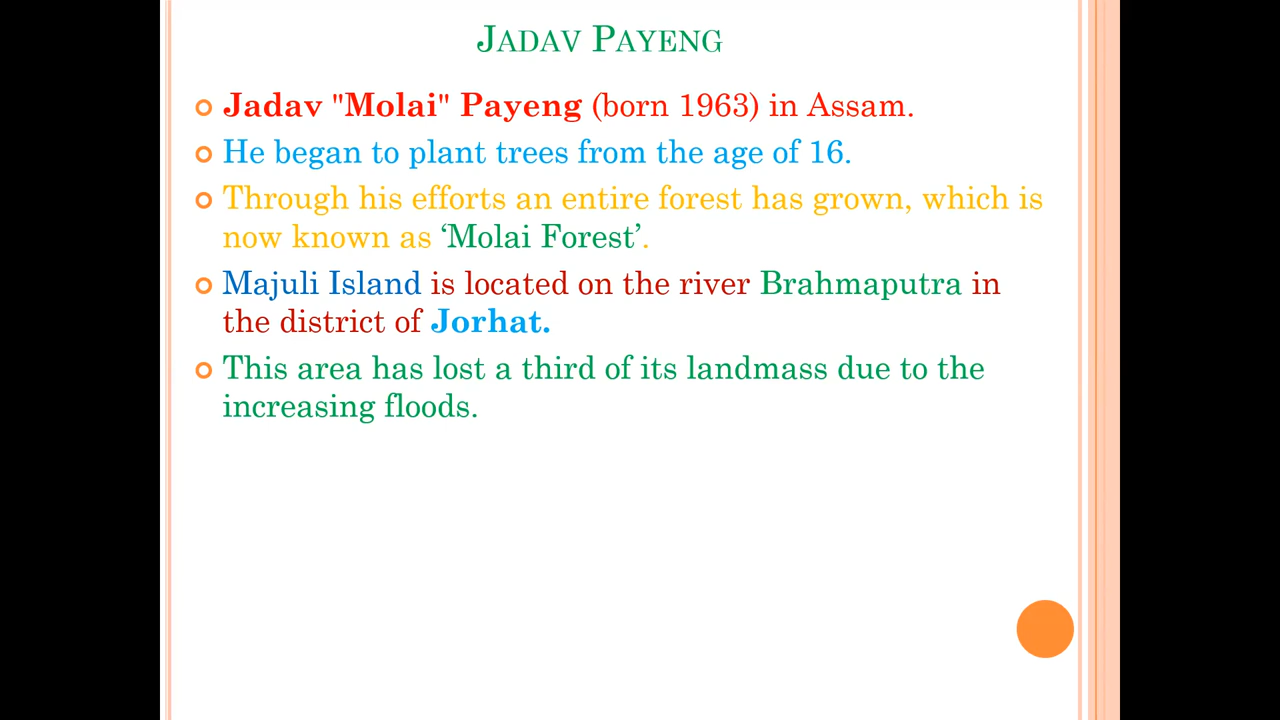 JADAV PAYENG
Jadav "Molai" Payeng (born 1963) in Assam.
He began to plant trees from the age of 16.
Through his efforts an entire forest has grown, which is
now known as ‘Molai Forest’.
Majuli Island is located on the river Brahmaputra in
the district of Jorhat.
This area has lost a third of its landmass due to the
increasing floods.